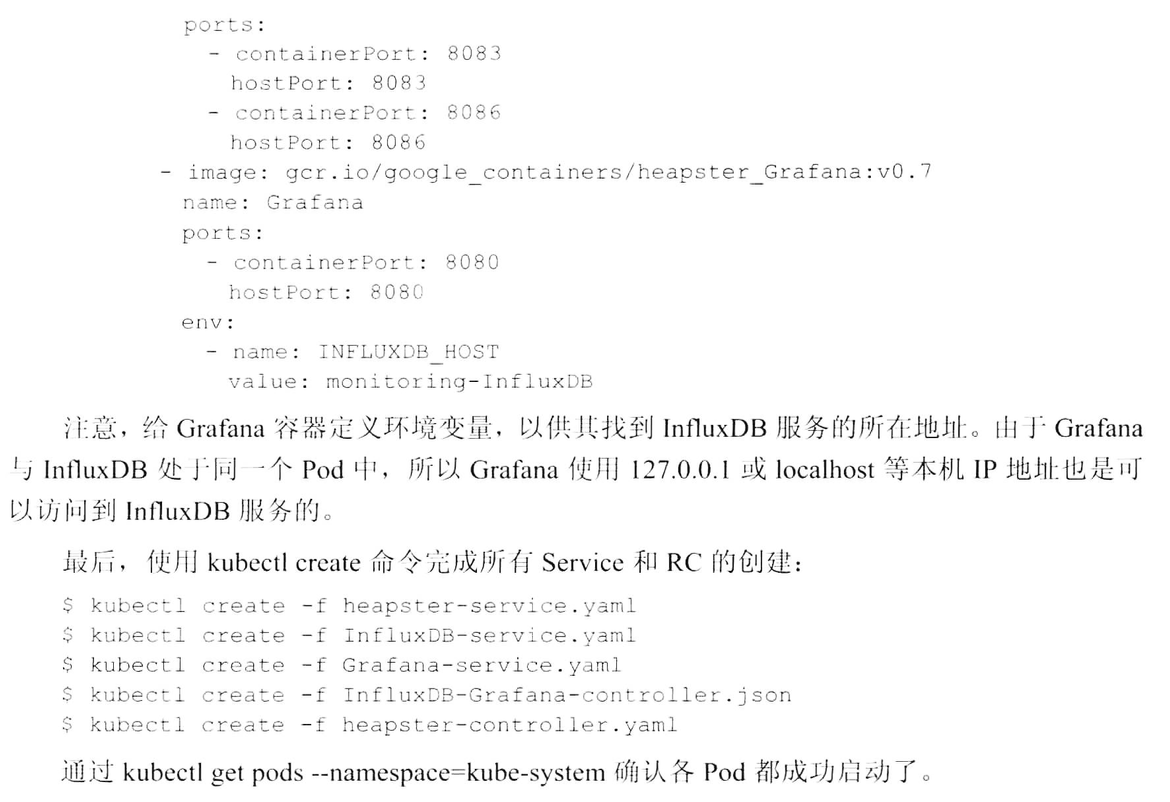 ports:
- containerPort: 8083
hostPort: 8083
- containerPort: 8086
hostPort: 8086
- image: gcr.io/google_containers/heapster_Grafana:v0.7
name: Grafana
ports:
- containerPort: 8080
hostPort: 8080
env:
- name: INFLUXDB_HOST
value: monitoring-InfluxDB
注意，给 Grafana 容器定义环境变量，以供其找到 InfluxDB 服务的所在地址。由于 Grafana
与 InfluxDB 处于同一个 Pod 中，所以 Grafana 使用 127.0.0.1 或 localhost 等本机 IP 地址也是可
以访问到 InfluxDB 服务的。
最后，使用 kubectl create 命令完成所有 Service 和 RC 的创建：
$ kubectl create -f heapster-service.yaml
$ kubectl create -f InfluxDB-service.yaml
$ kubectl create -f Grafana-service.yaml
$ kubectl create -f InfluxDB-Grafana-controller.json
$ kubectl create -f heapster-controller.yaml
通过 kubectl get pods --namespace=kube-system 确认各 Pod 都成功启动了。